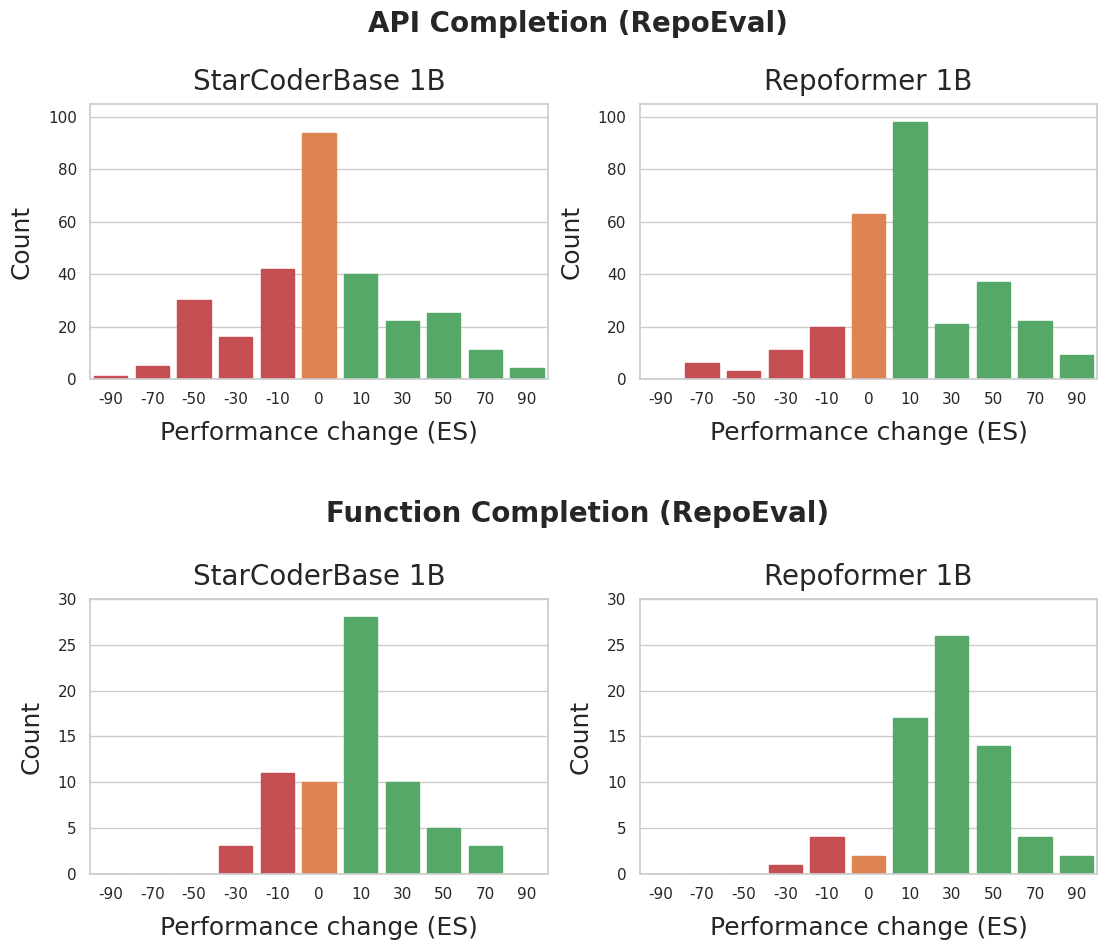 API Completion (RepoEval)
StarCoderBase 1B
Repoformer 1B
100
80
60
40
20
0
Count
-90 -70 -50 -30 -10 0 10 30 50 70 90
Performance change (ES)
100
80
60
40
20
0
Count
-90 -70 -50 -30 -10 0 10 30 50 70 90
Performance change (ES)
Function Completion (RepoEval)
StarCoderBase 1B
Repoformer 1B
30
25
20
15
10
5
0
Count
-90 -70 -50 -30 -10 0 10 30 50 70 90
Performance change (ES)
30
25
20
15
10
5
0
Count
-90 -70 -50 -30 -10 0 10 30 50 70 90
Performance change (ES)